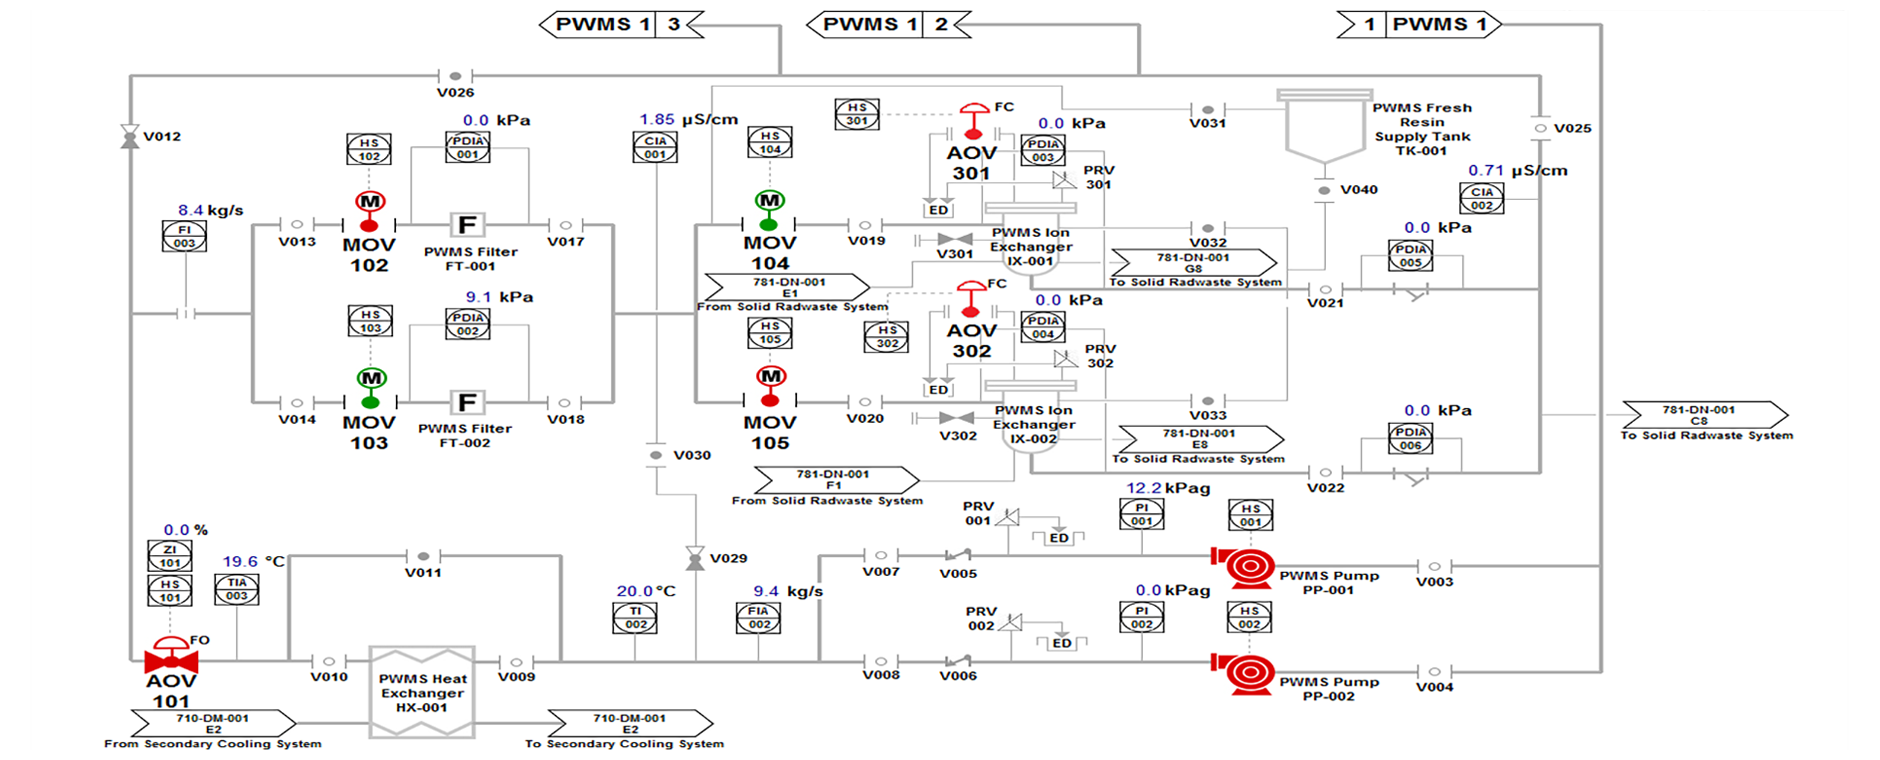 PWMS 1 3
PWMS 1 2
1 PWMS 1
V026
V012
HS
102
0.0 kPa
PDIA
001
1.85 µS/cm
CIA
001
HS
104
HS
301
FC
AOV
301
0.0 kPa
PDIA
003
PRV
301
ED
V031
PWMS Fresh
Resin
Supply Tank
TK-001
V025
0.71 µS/cm
CIA
002
V040
8.4 kg/s
FI
003
V013
M
MOV
102
F
PWMS Filter
FT-001
V017
M
MOV
104
V019
V301
PWMS Ion
Exchanger
IX-001
V032
781-DN-001
G8
To Solid Radwaste System
0.0 kPa
PDIA
005
V021
781-DN-001
E1
From Solid Radwaste System
HS
103
9.1 kPa
PDIA
002
HS
105
HS
302
FC
AOV
302
0.0 kPa
PDIA
004
PRV
302
ED
V014
M
MOV
103
F
PWMS Filter
FT-002
V018
M
MOV
105
V020
V302
PWMS Ion
Exchanger
IX-002
V033
781-DN-001
E8
To Solid Radwaste System
0.0 kPa
PDIA
006
V022
781-DN-001
C8
To Solid Radwaste System
V030
781-DN-001
F1
From Solid Radwaste System
PRV
001
ED
12.2 kPag
PI
001
HS
001
0.0 %
ZI
101
HS
101
19.6 °C
TIA
003
V011
V029
V007
V005
PWMS Pump
PP-001
V003
20.0 °C
TI
002
9.4 kg/s
FIA
002
PRV
002
ED
0.0 kPag
PI
002
HS
002
FO
AOV
101
V010
PWMS Heat
Exchanger
HX-001
V009
V008
V006
PWMS Pump
PP-002
V004
710-DM-001
E2
From Secondary Cooling System
710-DM-001
E2
To Secondary Cooling System